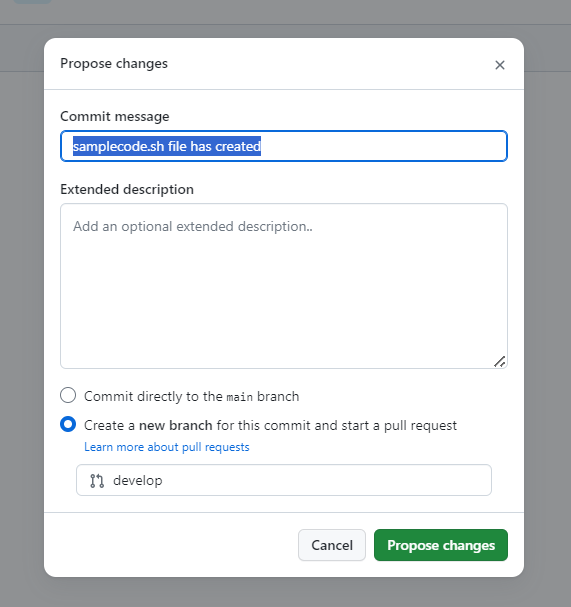 Propose changes
Commit message
samplecode.sh file has created
Extended description
Add an optional extended description..
Commit directly to the main branch
Create a new branch for this commit and start a pull request
Learn more about pull requests
develop
Cancel
Propose changes